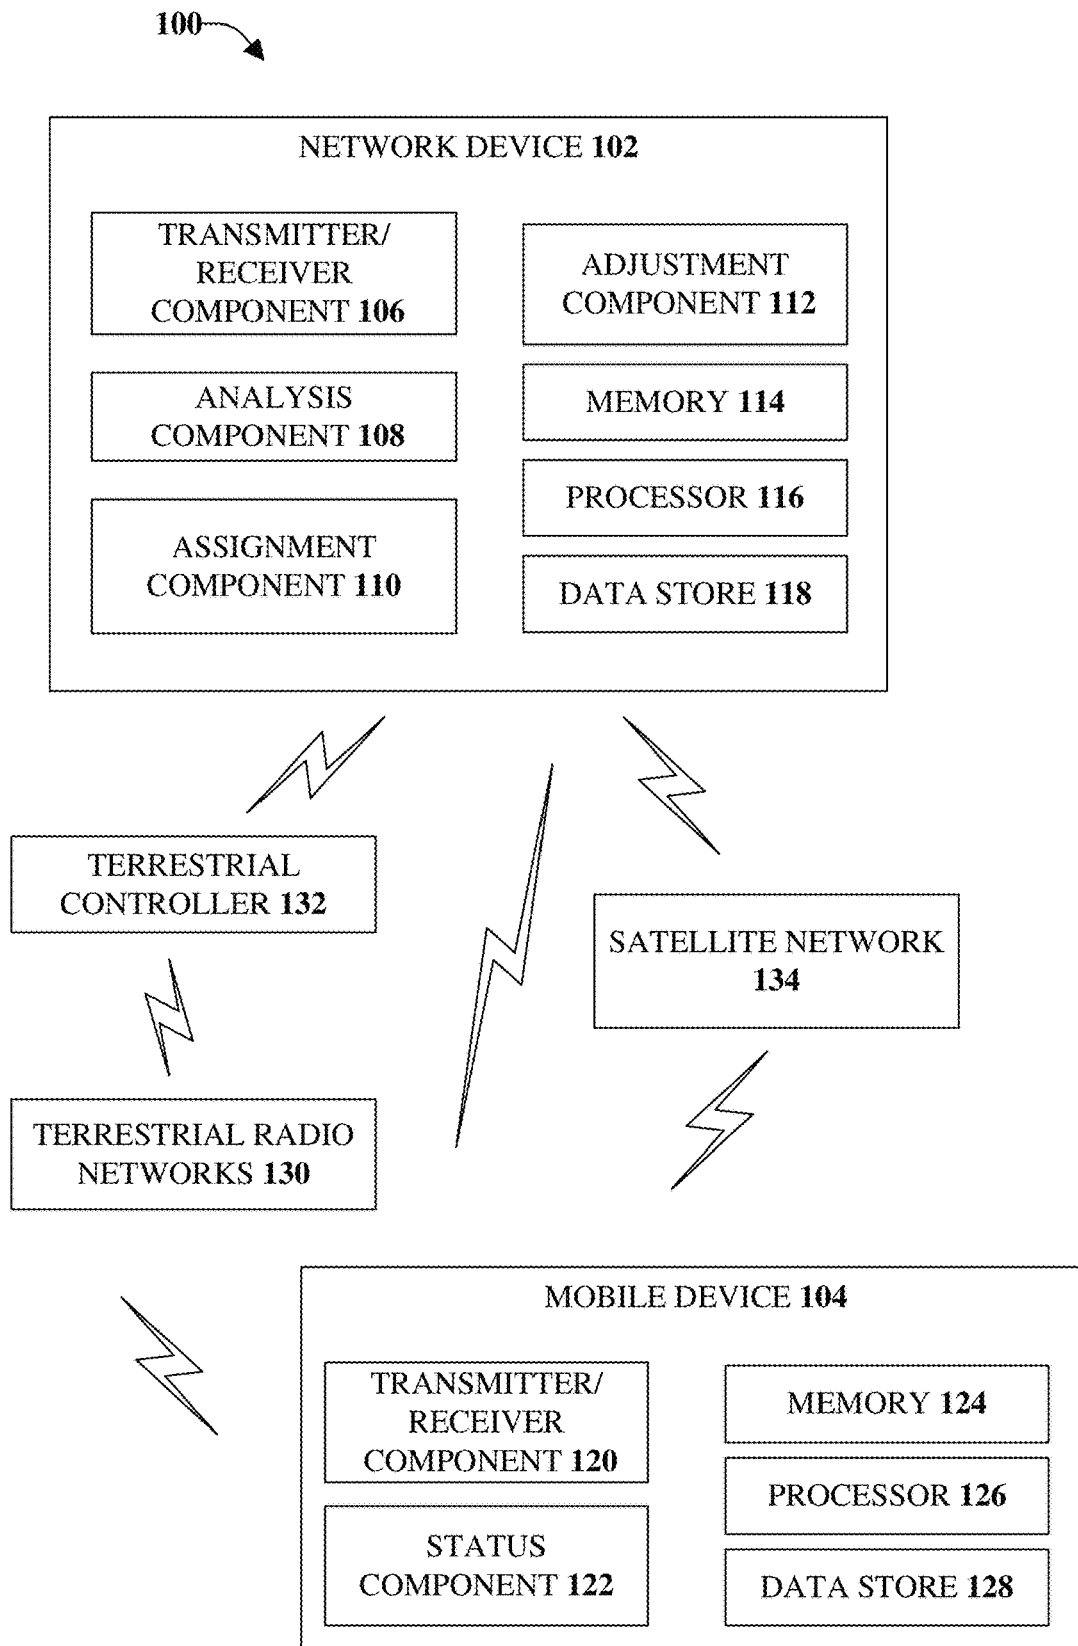 100
NETWORK DEVICE 102
TRANSMITTER/
RECEIVER
COMPONENT 106
ANALYSIS
COMPONENT 108
ASSIGNMENT
COMPONENT 110
ADJUSTMENT
COMPONENT 112
MEMORY 114
PROCESSOR 116
DATA STORE 118
TERRESTRIAL
CONTROLLER 132
SATELLITE NETWORK
134
TERRESTRIAL RADIO
NETWORKS 130
MOBILE DEVICE 104
TRANSMITTER/
RECEIVER
COMPONENT 120
STATUS
COMPONENT 122
MEMORY 124
PROCESSOR 126
DATA STORE 128